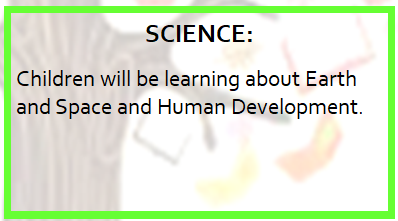 SCIENCE:
Children will be learning about Earth
and Space and Human Development.